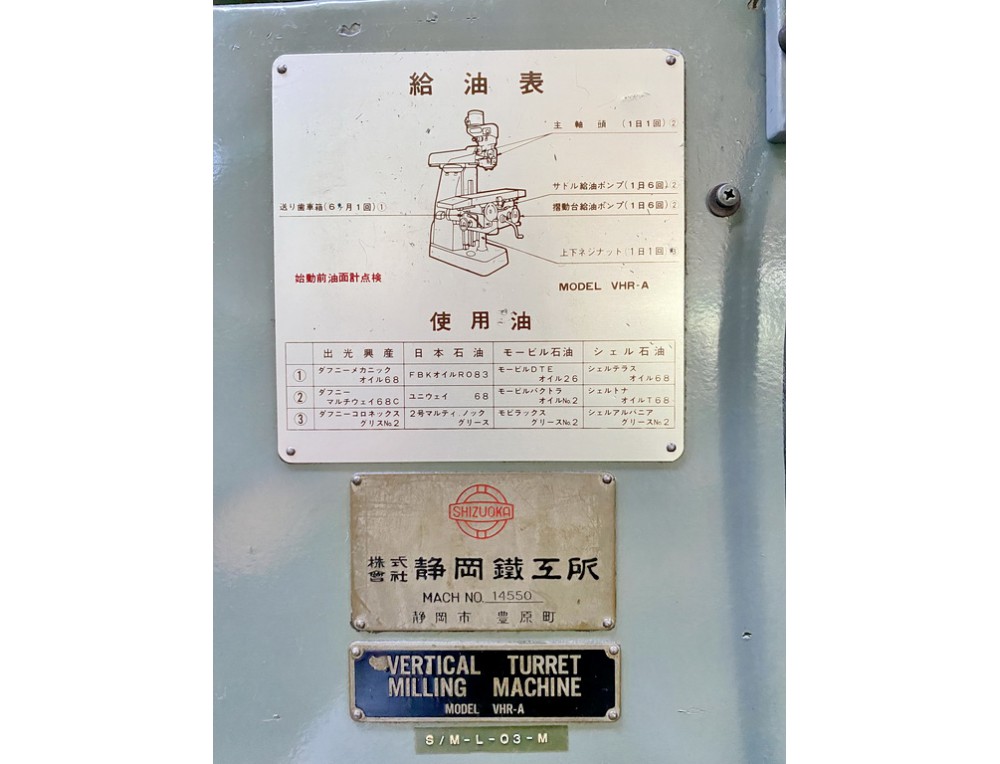 給油表
主軸頭 (1日1回)②
サドル給油ポンプ(1日6回)②
送り歯車箱(6ヶ月1回)①
摺動台給油ポンプ(1日6回)②
上下ネジナット(1日1回)
始動前油面計点検
MODEL VHR-A
使用油
出光興産 日本石油 モービル石油 シェル石油
① ダフニーメカニックオイル68 FBKオイルRO83 モービルDTEオイル26 シェルテラスオイル68
② ダフニーマルチウェイ68C ユニウェイ 68 モービルバクトラオイル№2 シェルトナオイルT68
③ ダフニーコロネックスグリス№2 2号マルティノックグリース モビラックスグリース№2 シェルアルバニアグリース№2
SHIZUOKA
株式會社 静岡鐵工所
MACH NO. 14550
静岡市 豊原町
VERTICAL TURRET
MILLING MACHINE
MODEL VHR-A
S/M-L-03-M